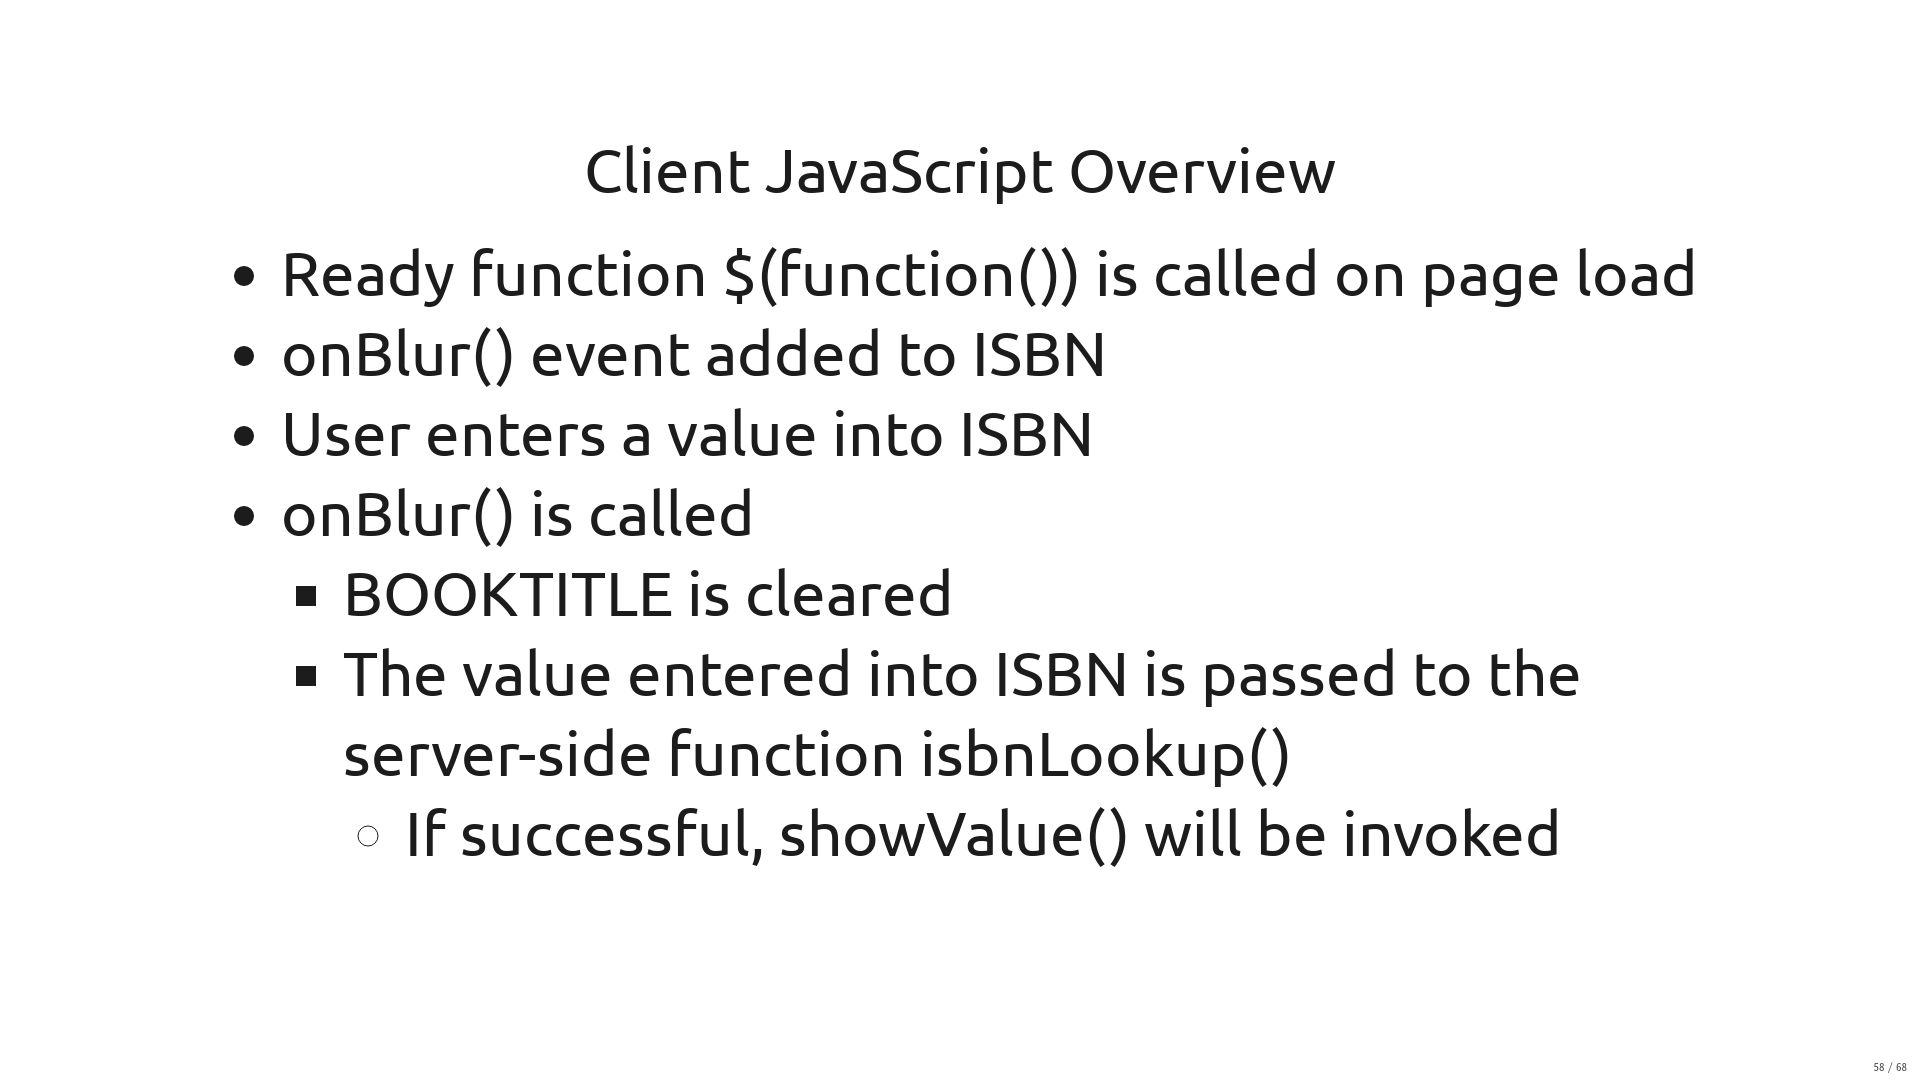 Client JavaScript Overview
Ready function $(function()) is called on page load
onBlur() event added to ISBN
User enters a value into ISBN
onBlur() is called
BOOKTITLE is cleared
The value entered into ISBN is passed to the
server-side function isbnLookup()
If successful, showValue() will be invoked
58 / 68